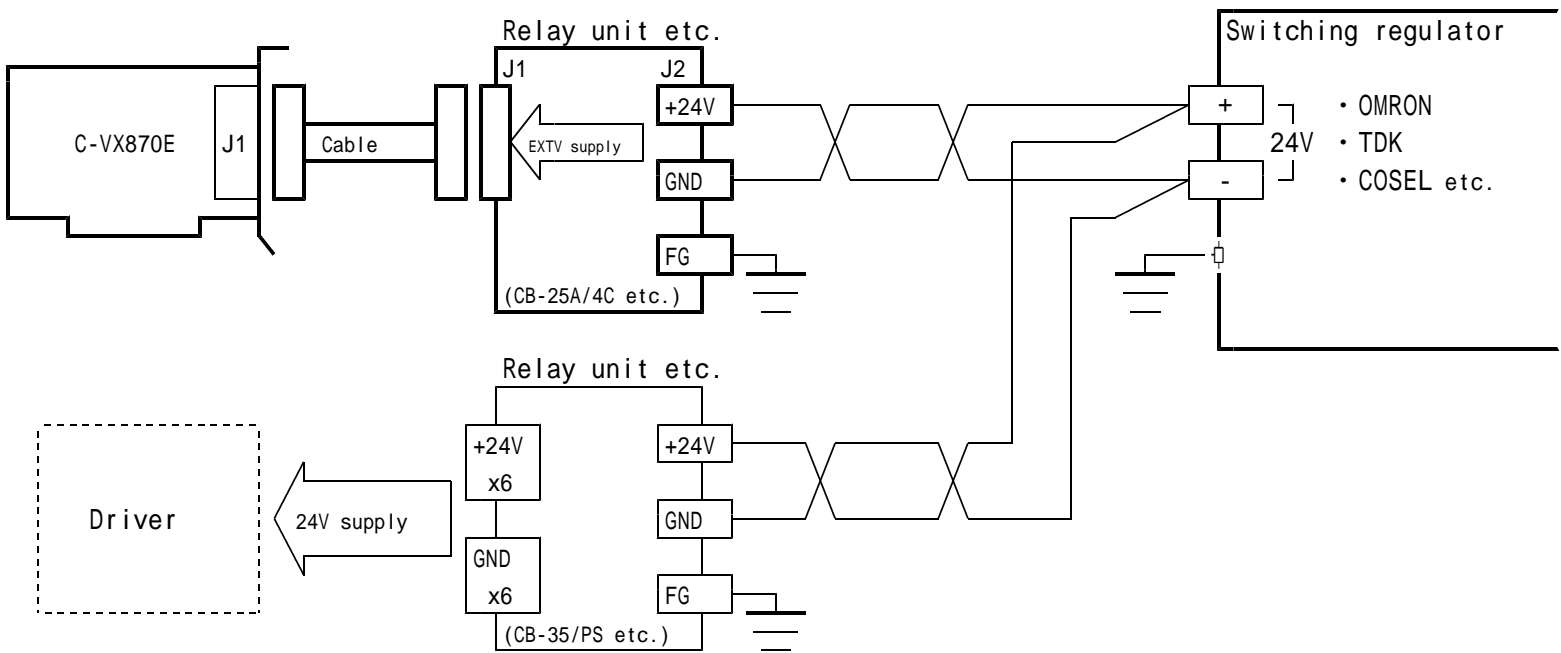 Relay unit etc.
Switching regulator
J1
J2
+24V
+
・OMRON
C-VX870E
J1
Cable
EXTV supply
24V
・TDK
GND
-
・COSEL etc.
FG
(CB-25A/4C etc.)
Relay unit etc.
+24V
x6
+24V
Driver
24V supply
GND
GND
x6
FG
(CB-35/PS etc.)